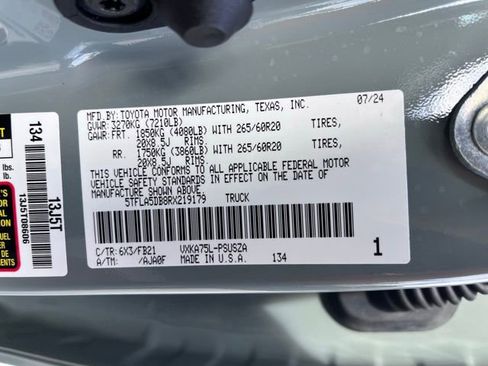 MFD.BY:TOYOTA MOTOR MANUFACTURING, TEXAS, INC. 07/24
GVWR: 3270KG (7210LB)
GAWR:FRT. 1850KG (4080LB)WITH 265/60R20 TIRES,
20X8.5J RIMS.
RR. 1750KG (3860LB)WITH 265/60R20 TIRES,
20X8.5J RIMS.
THIS VEHICLE CONFORMS TO ALL APPLICABLE FEDERAL MOTOR
VEHICLE SAFETY STANDARDS IN EFFECT ON THE DATE OF
MANUFACTURE SHOWN ABOVE.
5TFLA5DB8RX219179 TRUCK
C/TR: 6X3/FB21 VXKA75L-PSUSZA
A/TM: /AJA0F MADE IN U.S.A. 134 1
134 13J5T
13J5T08606